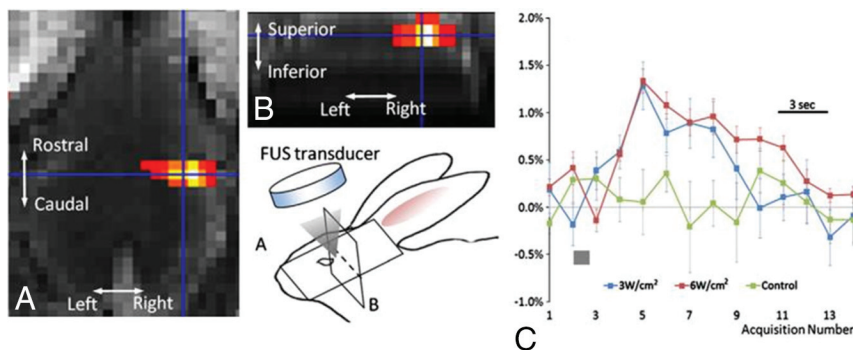 Rostral
Caudal
Left Right
A
Superior
Inferior
Left Right
B
FUS transducer
A
B
2.0%
1.5%
1.0%
0.5%
0.0%
-0.5%
-1.0%
3 sec
3W/cm² 6W/cm² Control
1 3 5 7 9 11 13
Acquisition Number
C